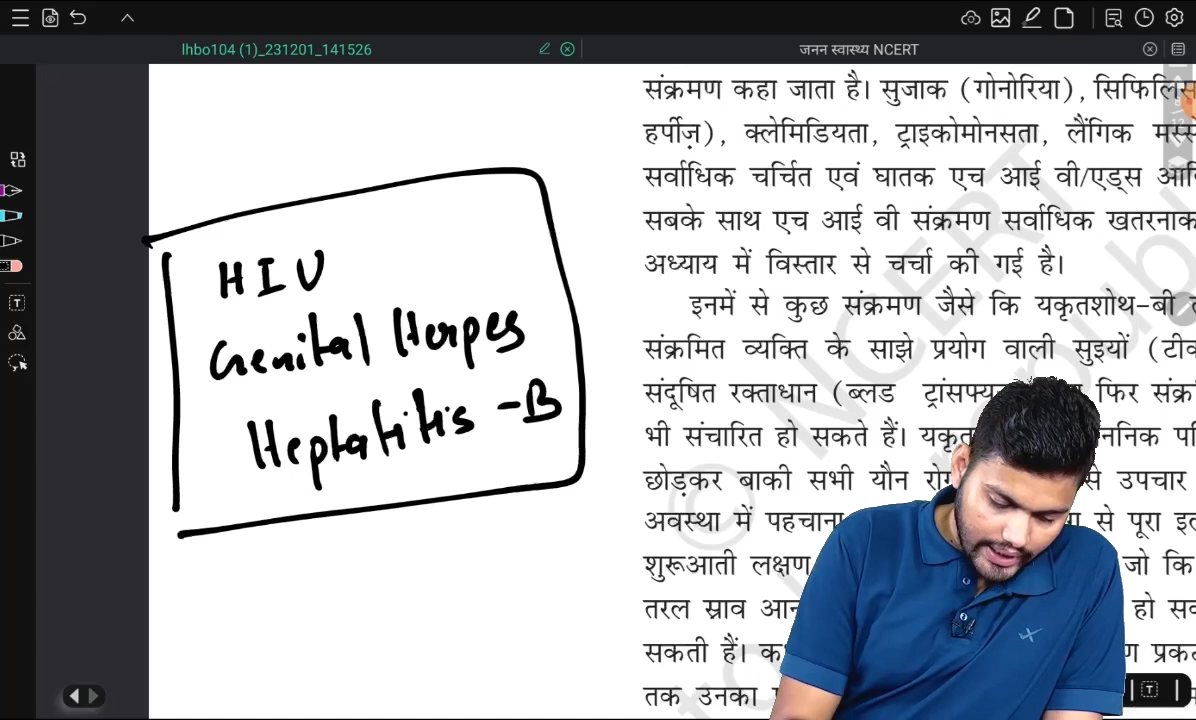 lhbo104 (1)_231201_141526
जनन स्वास्थ्य NCERT
HIV
Genital Herpes
Heptatitis -B
संक्रमण कहा जाता है। सुजाक (गोनोरिया), सिफिलिस
हर्पीज़), क्लेमिडियता, ट्राइकोमोनसता, लैंगिक मस्से
सर्वाधिक चर्चित एवं घातक एच आई वी/एड्स
सबके साथ एच आई वी संक्रमण सर्वाधिक खतरनाक
अध्याय में विस्तार से चर्चा की गई है।
इनमें से कुछ संक्रमण जैसे कि यकृतशोथ-बी
संक्रमित व्यक्ति के साझे प्रयोग वाली सुइयों
संदूषित रक्ताधान (ब्लड फिर
भी संचारित हो सकते हैं।
छोड़कर बाकी सभी यौन से उपचार
अवस्था में पहचाना से पूरा
शुरूआती लक्षण जो कि
तरल स्राव हो
सकती हैं।
तक उनका
© NCERT
T
T